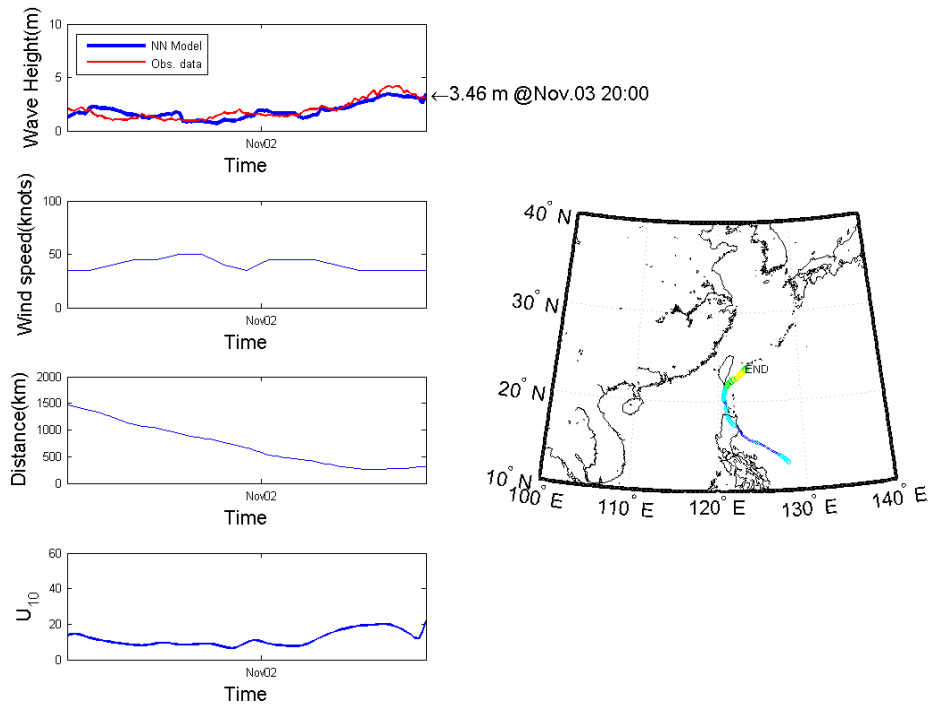 10
5
0
Wave Height(m)
NN Model
Obs. data
←3.46 m @Nov.03 20:00
Nov02
Time
100
50
0
Wind speed(knots)
Nov02
Time
2000
1500
1000
500
0
Distance(km)
Nov02
Time
60
40
20
0
U10
Nov02
Time
40° N
30° N
20° N
10° N
100° E
110° E
120° E
130° E
140° E
END